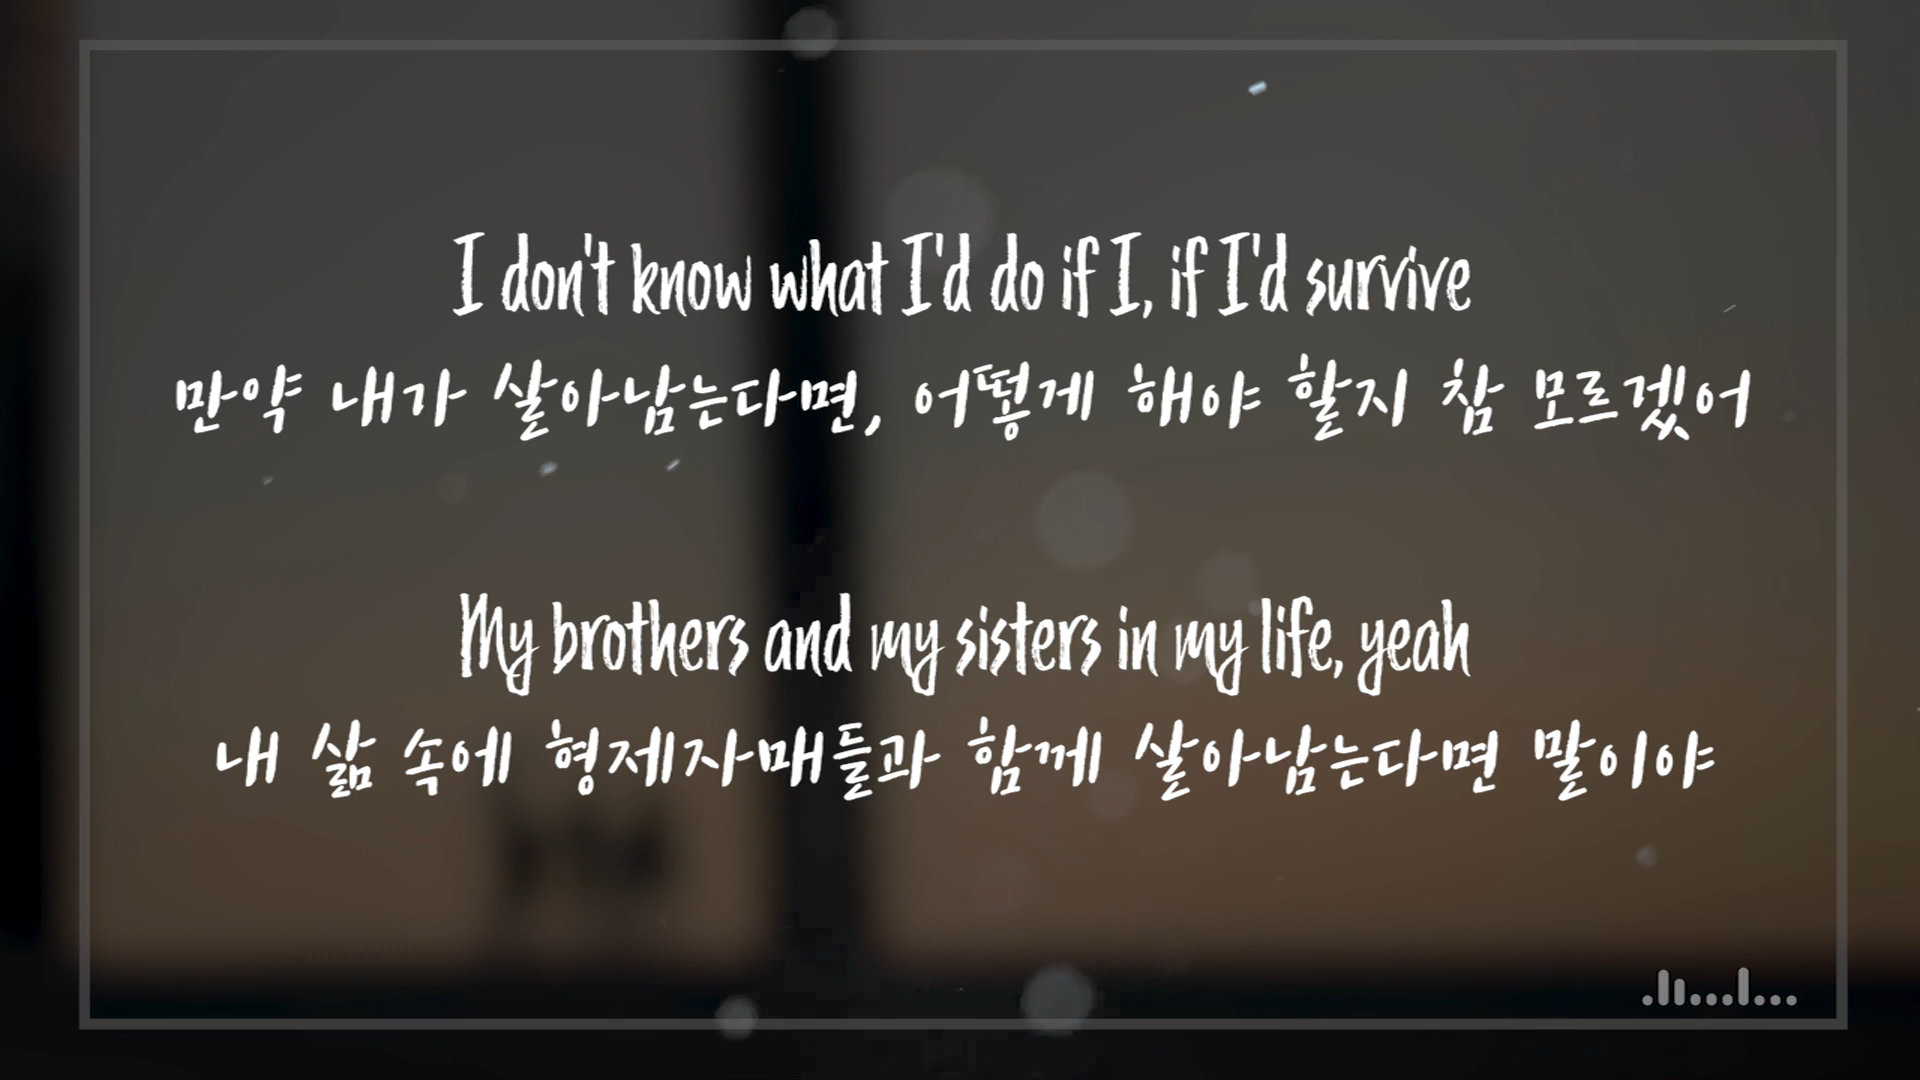 I don't know what I'd do if I, if I'd survive
만약 내가 살아남는다면, 어떻게 해야 할지 참 모르겠어
My brothers and my sisters in my life, yeah
내 삶 속에 형제자매들과 함께 살아남는다면 말이야